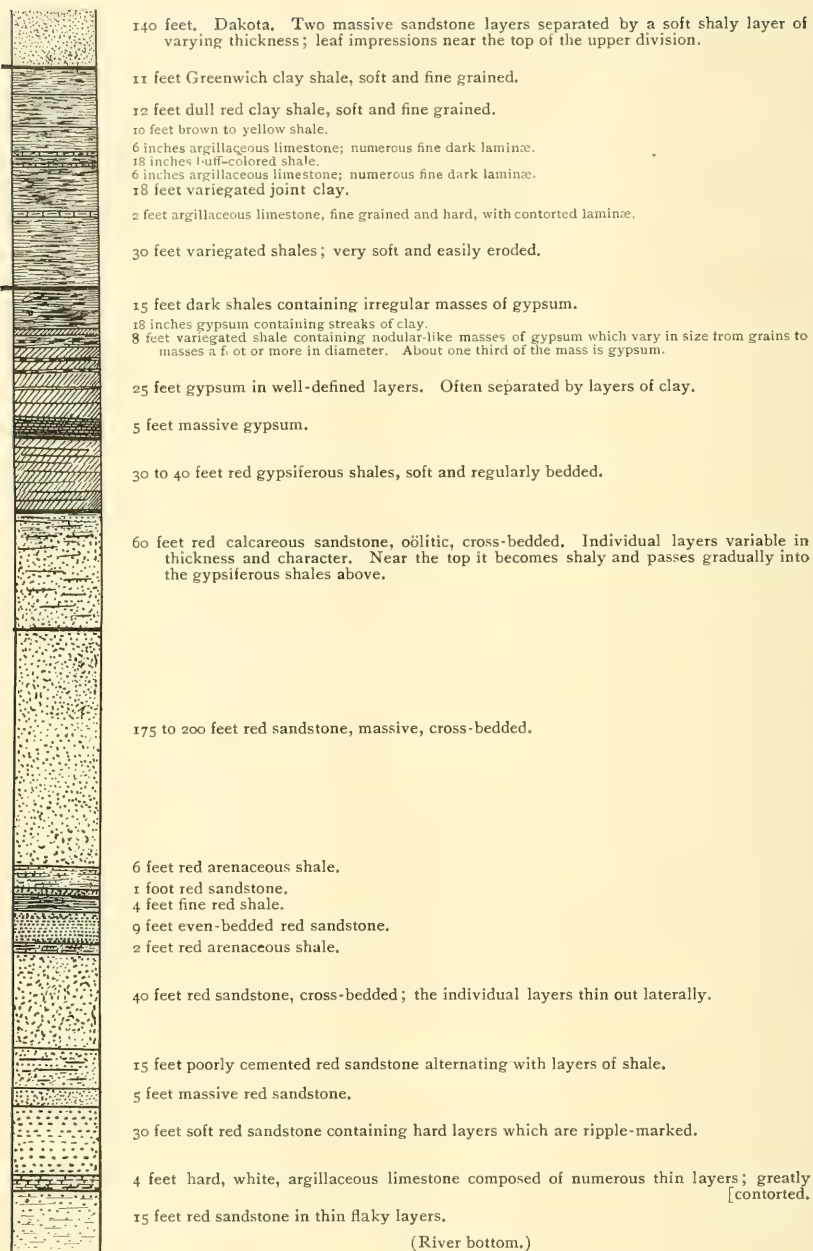 140 feet. Dakota. Two massive sandstone layers separated by a soft shaly layer of
varying thickness; leaf impressions near the top of the upper division.
11 feet Greenwich clay shale, soft and fine grained.
12 feet dull red clay shale, soft and fine grained.
10 feet brown to yellow shale.
6 inches argillaceous limestone; numerous fine dark laminæ.
18 inches buff-colored shale.
6 inches argillaceous limestone; numerous fine dark laminæ.
18 feet variegated joint clay.
2 feet argillaceous limestone, fine grained and hard, with contorted laminæ.
30 feet variegated shales; very soft and easily eroded.
15 feet dark shales containing irregular masses of gypsum.
18 inches gypsum containing streaks of clay.
8 feet variegated shale containing nodular-like masses of gypsum which vary in size from grains to
masses a foot or more in diameter. About one third of the mass is gypsum.
25 feet gypsum in well-defined layers. Often separated by layers of clay.
5 feet massive gypsum.
30 to 40 feet red gypsiferous shales, soft and regularly bedded.
60 feet red calcareous sandstone, oölitic, cross-bedded. Individual layers variable in
thickness and character. Near the top it becomes shaly and passes gradually into
the gypsiferous shales above.
175 to 200 feet red sandstone, massive, cross-bedded.
6 feet red arenaceous shale.
1 foot red sandstone.
4 feet fine red shale.
9 feet even-bedded red sandstone.
2 feet red arenaceous shale.
40 feet red sandstone, cross-bedded; the individual layers thin out laterally.
15 feet poorly cemented red sandstone alternating with layers of shale.
5 feet massive red sandstone.
30 feet soft red sandstone containing hard layers which are ripple-marked.
4 feet hard, white, argillaceous limestone composed of numerous thin layers; greatly
[contorted.
15 feet red sandstone in thin flaky layers.
(River bottom.)